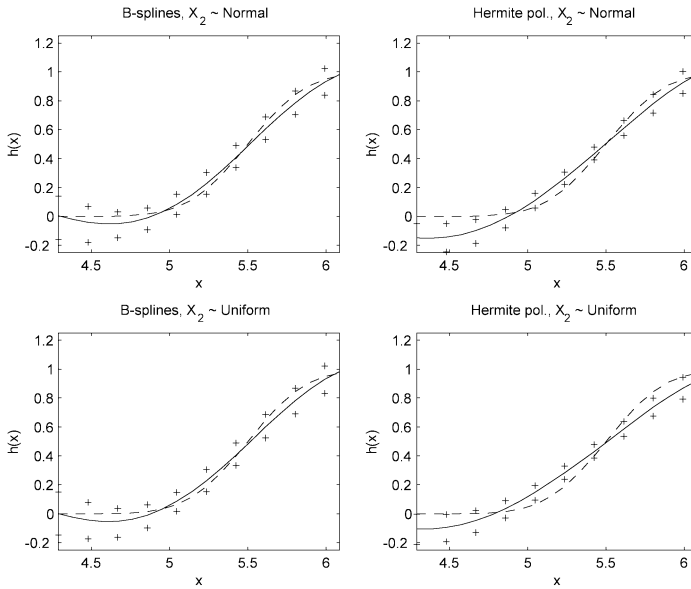 B-splines, X2 ~ Normal
1.2
1
0.8
0.6
0.4
0.2
0
-0.2
h(x)
4.5 5 5.5 6
x
Hermite pol., X2 ~ Normal
1.2
1
0.8
0.6
0.4
0.2
0
-0.2
h(x)
4.5 5 5.5 6
x
B-splines, X2 ~ Uniform
1.2
1
0.8
0.6
0.4
0.2
0
-0.2
h(x)
4.5 5 5.5 6
x
Hermite pol., X2 ~ Uniform
1.2
1
0.8
0.6
0.4
0.2
0
-0.2
h(x)
4.5 5 5.5 6
x